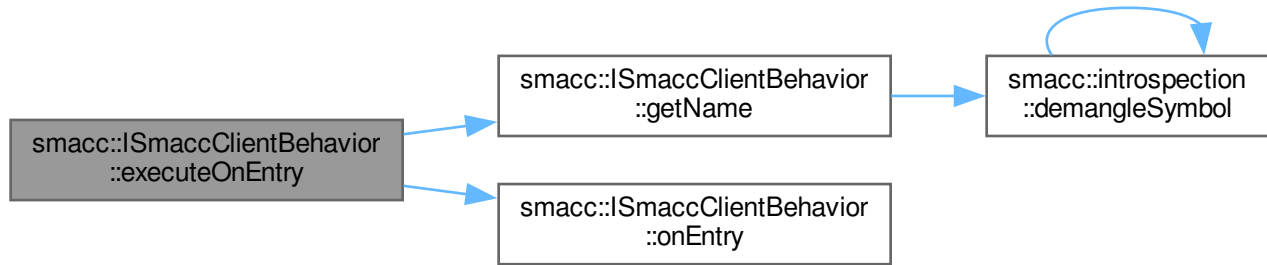 smacc::ISmaccClientBehavior
::executeOnEntry
smacc::ISmaccClientBehavior
::getName
smacc::introspection
::demangleSymbol
smacc::ISmaccClientBehavior
::onEntry